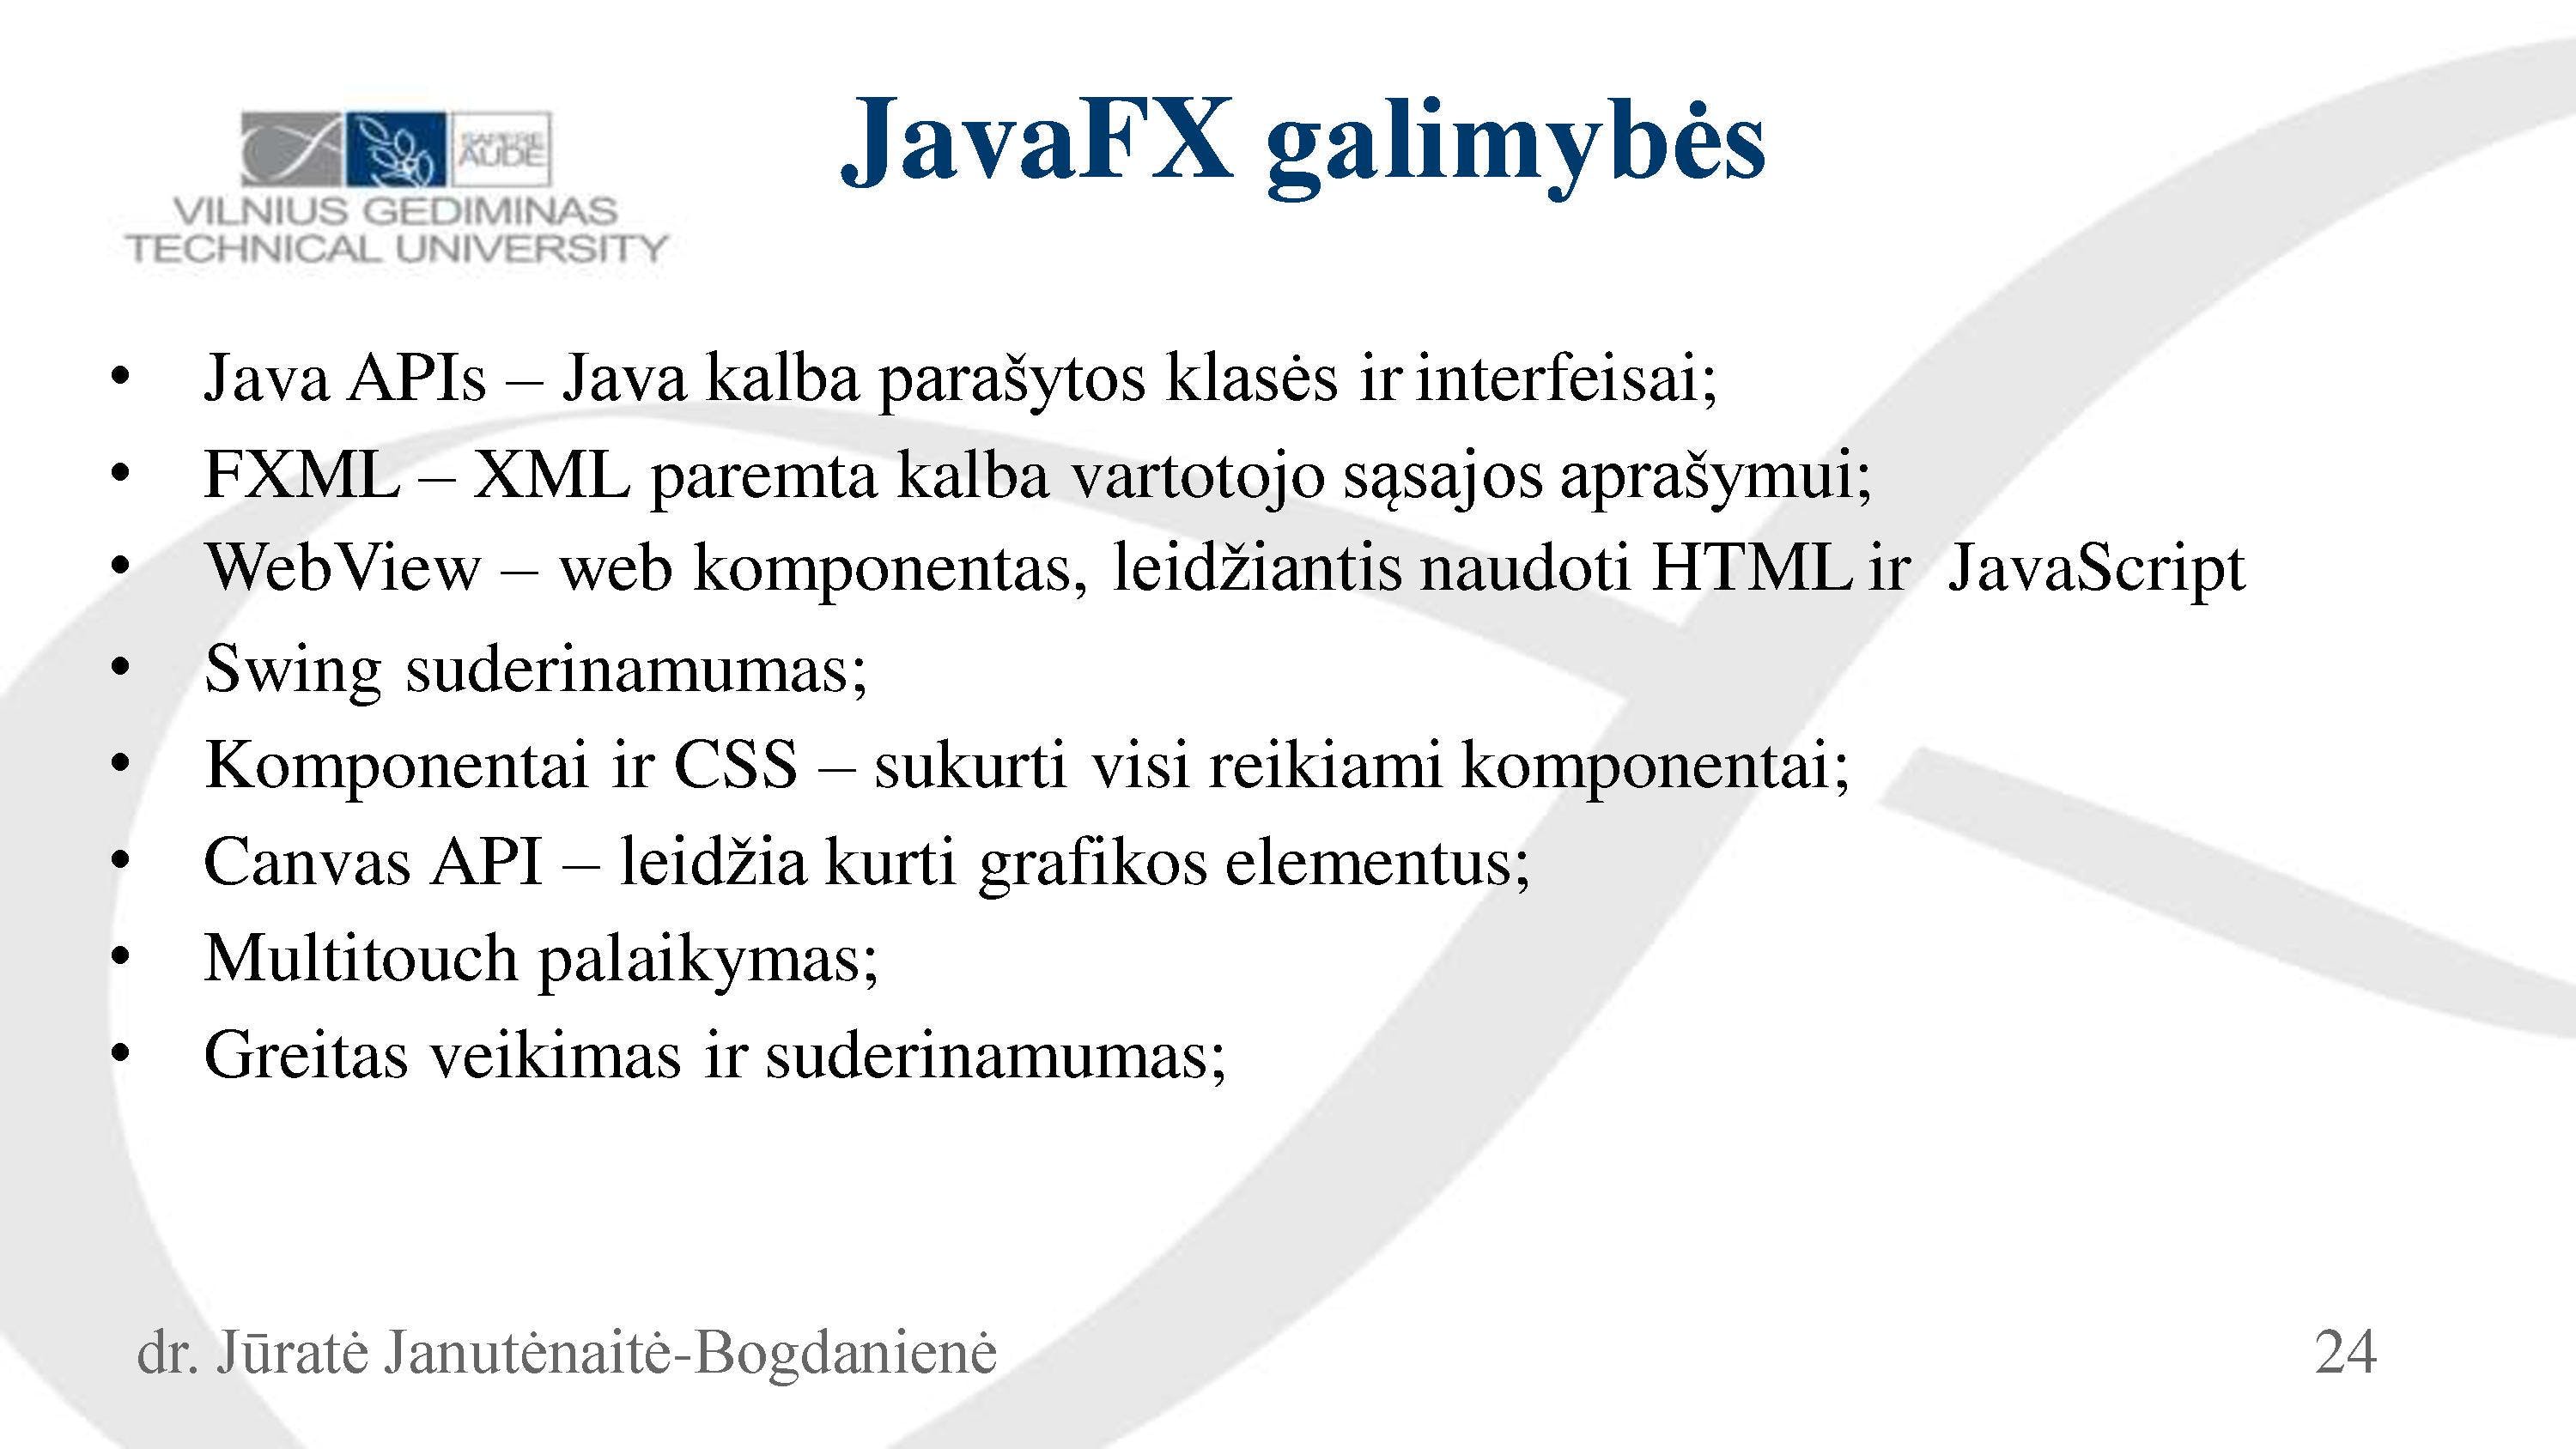 JavaFX galimybės
SAPERE
AUDE
VILNIUS GEDIMINAS
TECHNICAL UNIVERSITY
• Java APIs – Java kalba parašytos klasės ir interfeisai;
• FXML – XML paremta kalba vartotojo sąsajos aprašymui;
• WebView – web komponentas, leidžiantis naudoti HTML ir JavaScript
• Swing suderinamumas;
• Komponentai ir CSS – sukurti visi reikiami komponentai;
• Canvas API – leidžia kurti grafikos elementus;
• Multitouch palaikymas;
• Greitas veikimas ir suderinamumas;
dr. Jūratė Janutėnaitė-Bogdanienė
24